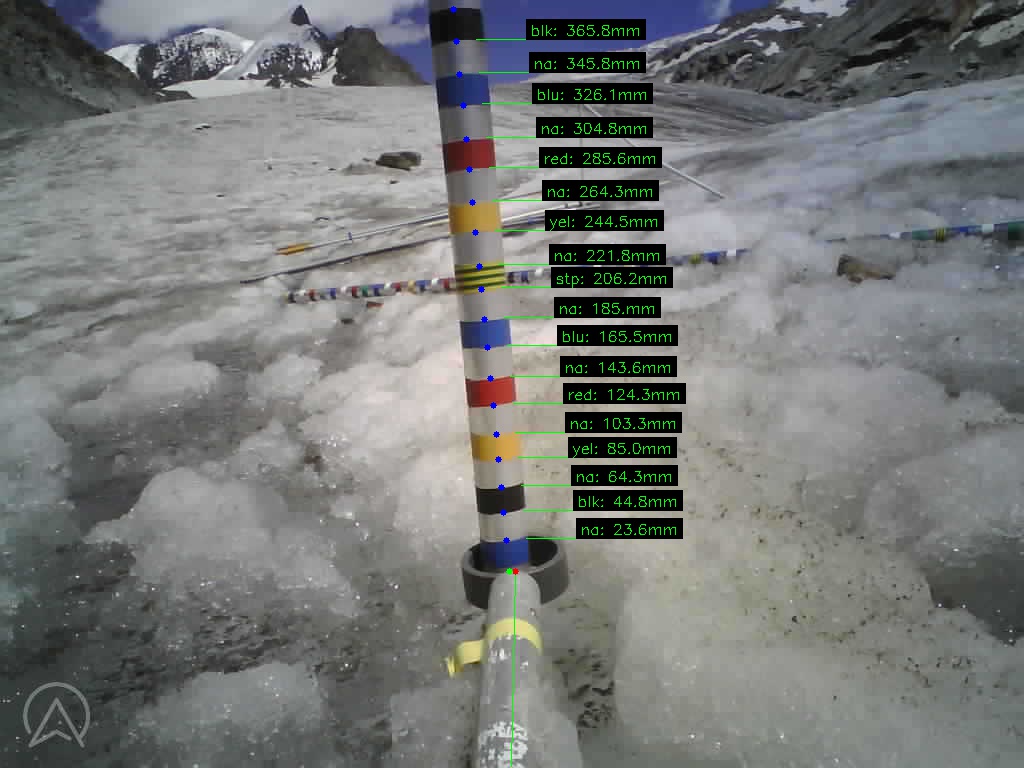 blk: 365.8mm
na: 345.8mm
blu: 326.1mm
na: 304.8mm
red: 285.6mm
na: 264.3mm
yel: 244.5mm
na: 221.8mm
stp: 206.2mm
na: 185.mm
blu: 165.5mm
na: 143.6mm
red: 124.3mm
na: 103.3mm
yel: 85.0mm
na: 64.3mm
blk: 44.8mm
na: 23.6mm